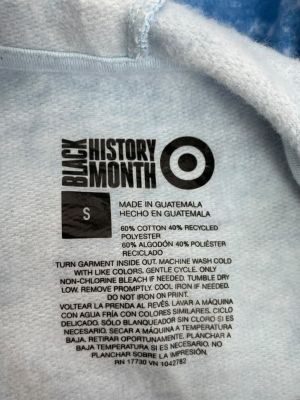 BLACK
HISTORY
MONTH
S
MADE IN GUATEMALA
HECHO EN GUATEMALA
60% COTTON 40% RECYCLED
POLYESTER
60% ALGODÓN 40% POLIÉSTER
RECICLADO
TURN GARMENT INSIDE OUT. MACHINE WASH COLD
WITH LIKE COLORS. GENTLE CYCLE. ONLY
NON-CHLORINE BLEACH IF NEEDED. TUMBLE DRY
LOW. REMOVE PROMPTLY. COOL IRON IF NEEDED.
DO NOT IRON ON PRINT.
VOLTEAR LA PRENDA AL REVÉS. LAVAR A MÁQUINA
CON AGUA FRÍA CON COLORES SIMILARES. CICLO
DELICADO. SÓLO BLANQUEADOR SIN CLORO SI ES
NECESARIO. SECAR A MÁQUINA A TEMPERATURA
BAJA. RETIRAR OPORTUNAMENTE. PLANCHAR A
BAJA TEMPERATURA SI ES NECESARIO. NO
PLANCHAR SOBRE LA IMPRESIÓN.
RN 17730 VN 1042782